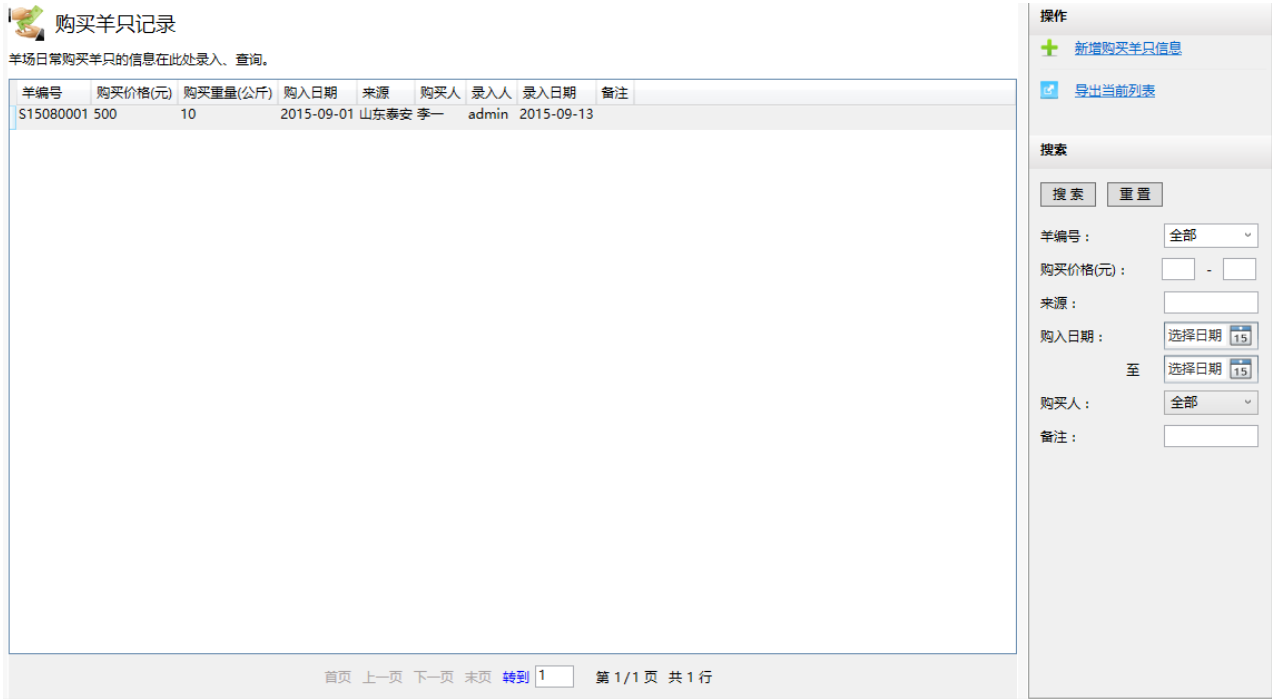 购买羊只记录
羊场日常购买羊只的信息在此处录入、查询。
羊编号 购买价格(元) 购买重量(公斤) 购入日期 来源 购买人 录入人 录入日期 备注
S15080001 500 10 2015-09-01 山东泰安 李一 admin 2015-09-13
首页 上一页 下一页 末页 转到 1 第 1/1 页 共 1 行
操作
新增购买羊只信息
导出当前列表
搜索
搜 索 重 置
羊编号： 全部
购买价格(元)： -
来源：
购入日期： 选择日期 15
至 选择日期 15
购买人： 全部
备注：